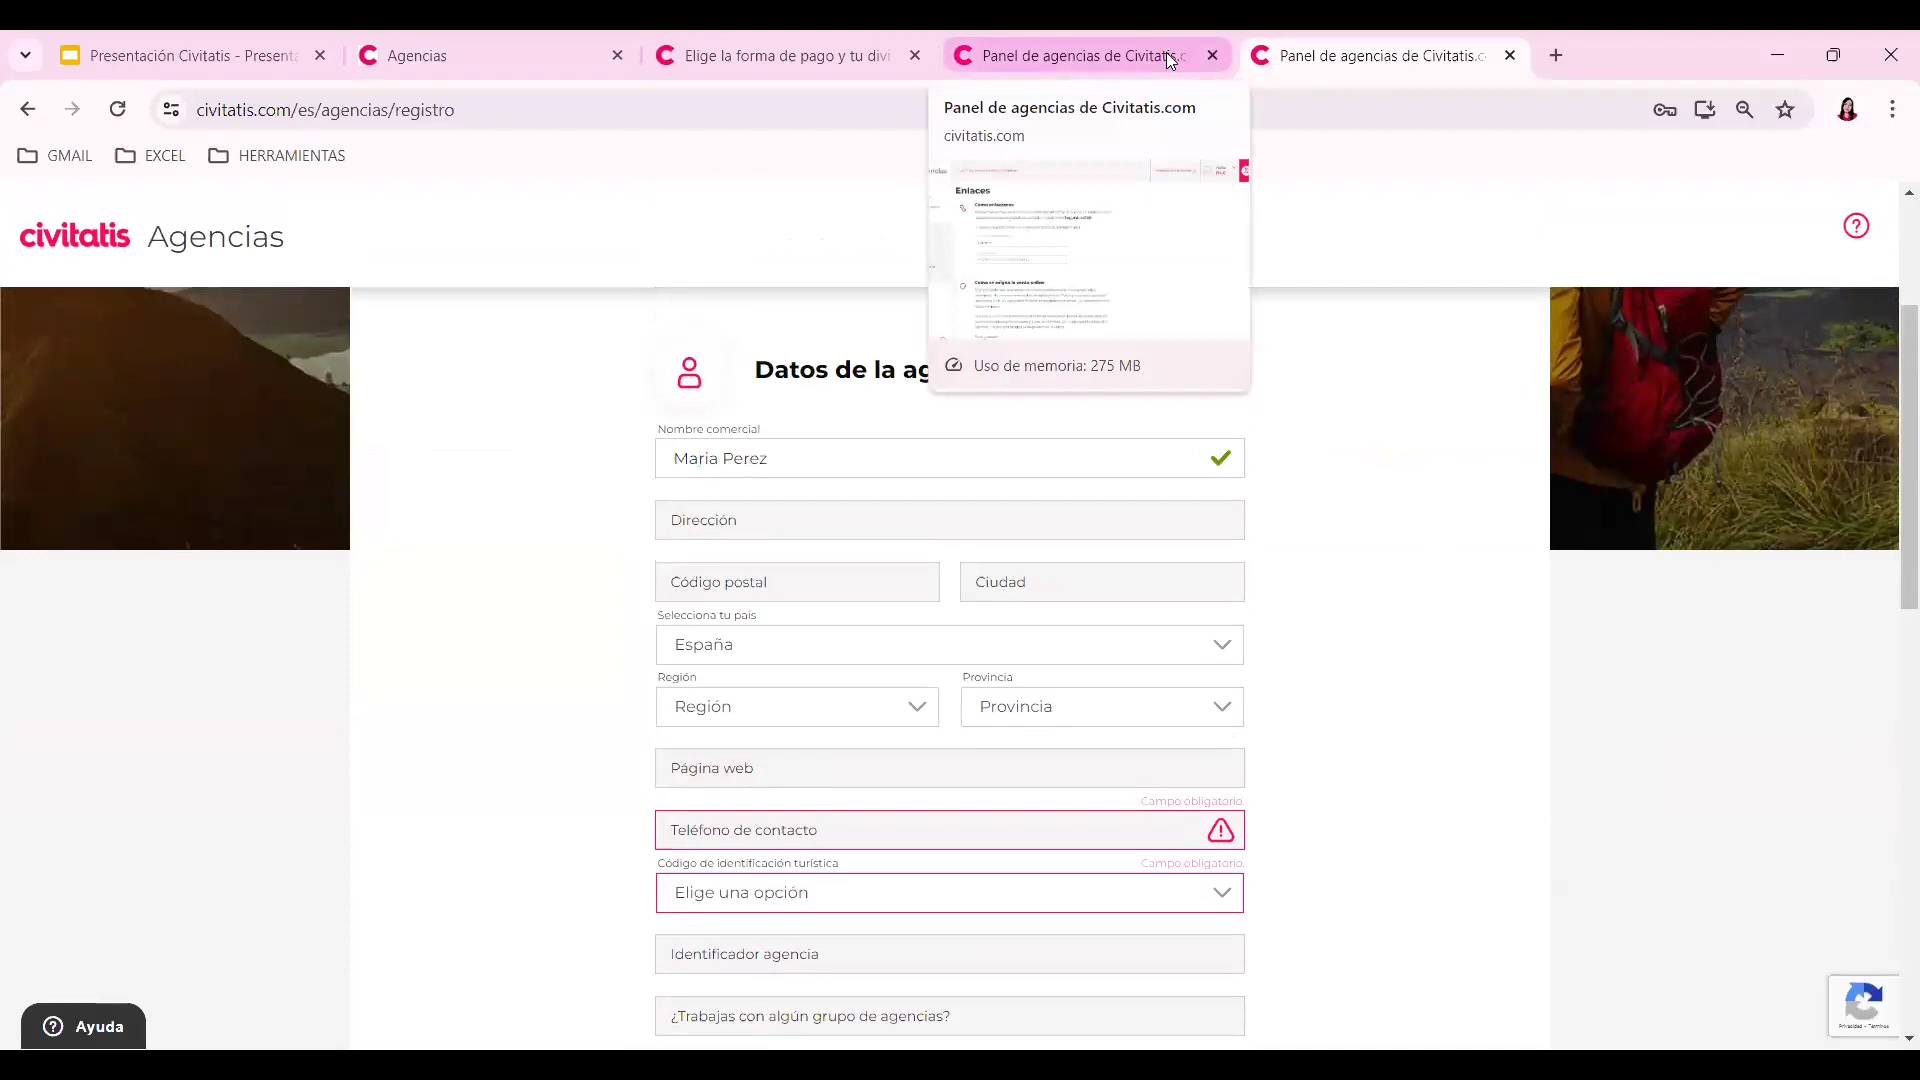 Presentación Civitatis - Present
Agencias
Elige la forma de pago y tu divi
Panel de agencias de Civitatis.c
Panel de agencias de Civitatis.c
civitatis.com/es/agencias/registro
GMAIL
EXCEL
HERRAMIENTAS
Panel de agencias de Civitatis.com
civitatis.com
Enlaces
Uso de memoria: 275 MB
civitatis Agencias
Datos de la ag
Nombre comercial
Maria Perez
Dirección
Código postal
Ciudad
Selecciona tu país
España
Región
Provincia
Región
Provincia
Página web
Campo obligatorio.
Teléfono de contacto
Código de identificación turística
Campo obligatorio.
Elige una opción
Identificador agencia
¿Trabajas con algún grupo de agencias?
Ayuda
Privacidad - Términos